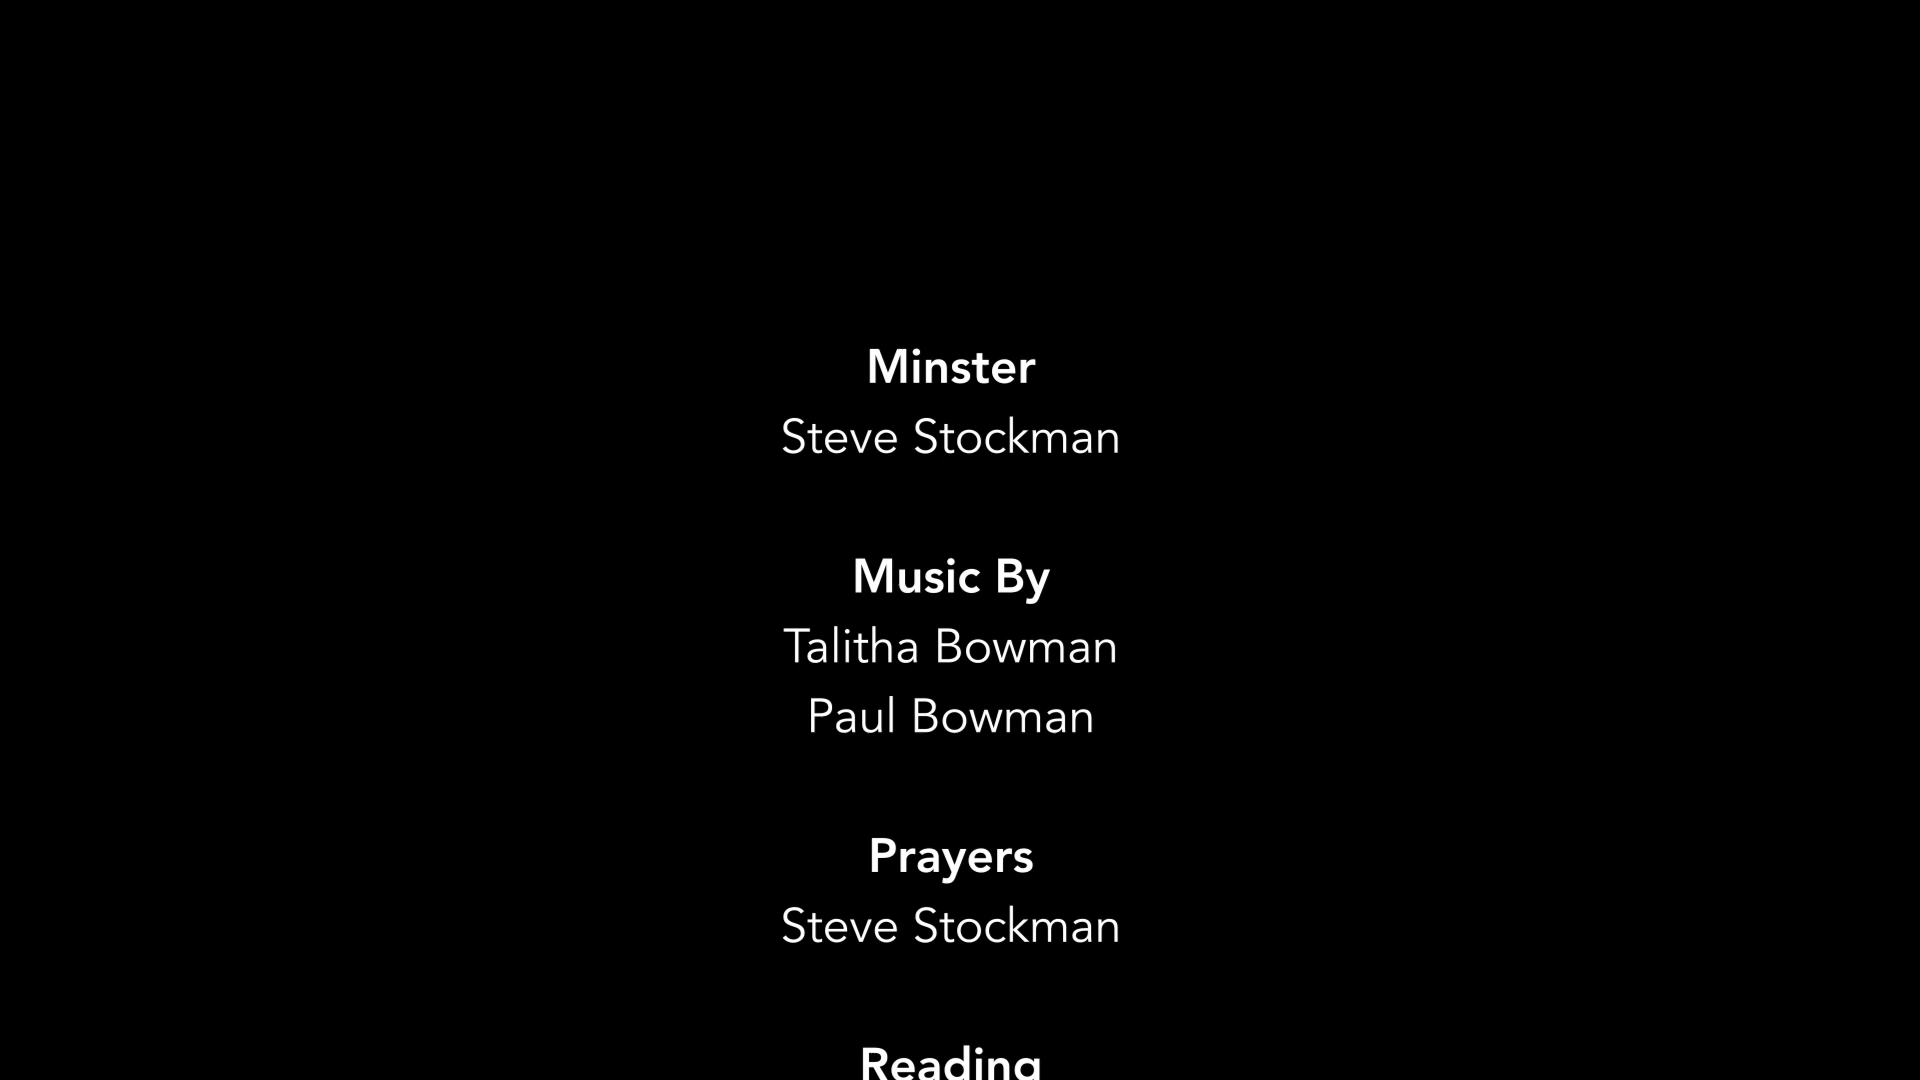 Minster
Steve Stockman
Music By
Talitha Bowman
Paul Bowman
Prayers
Steve Stockman
Reading